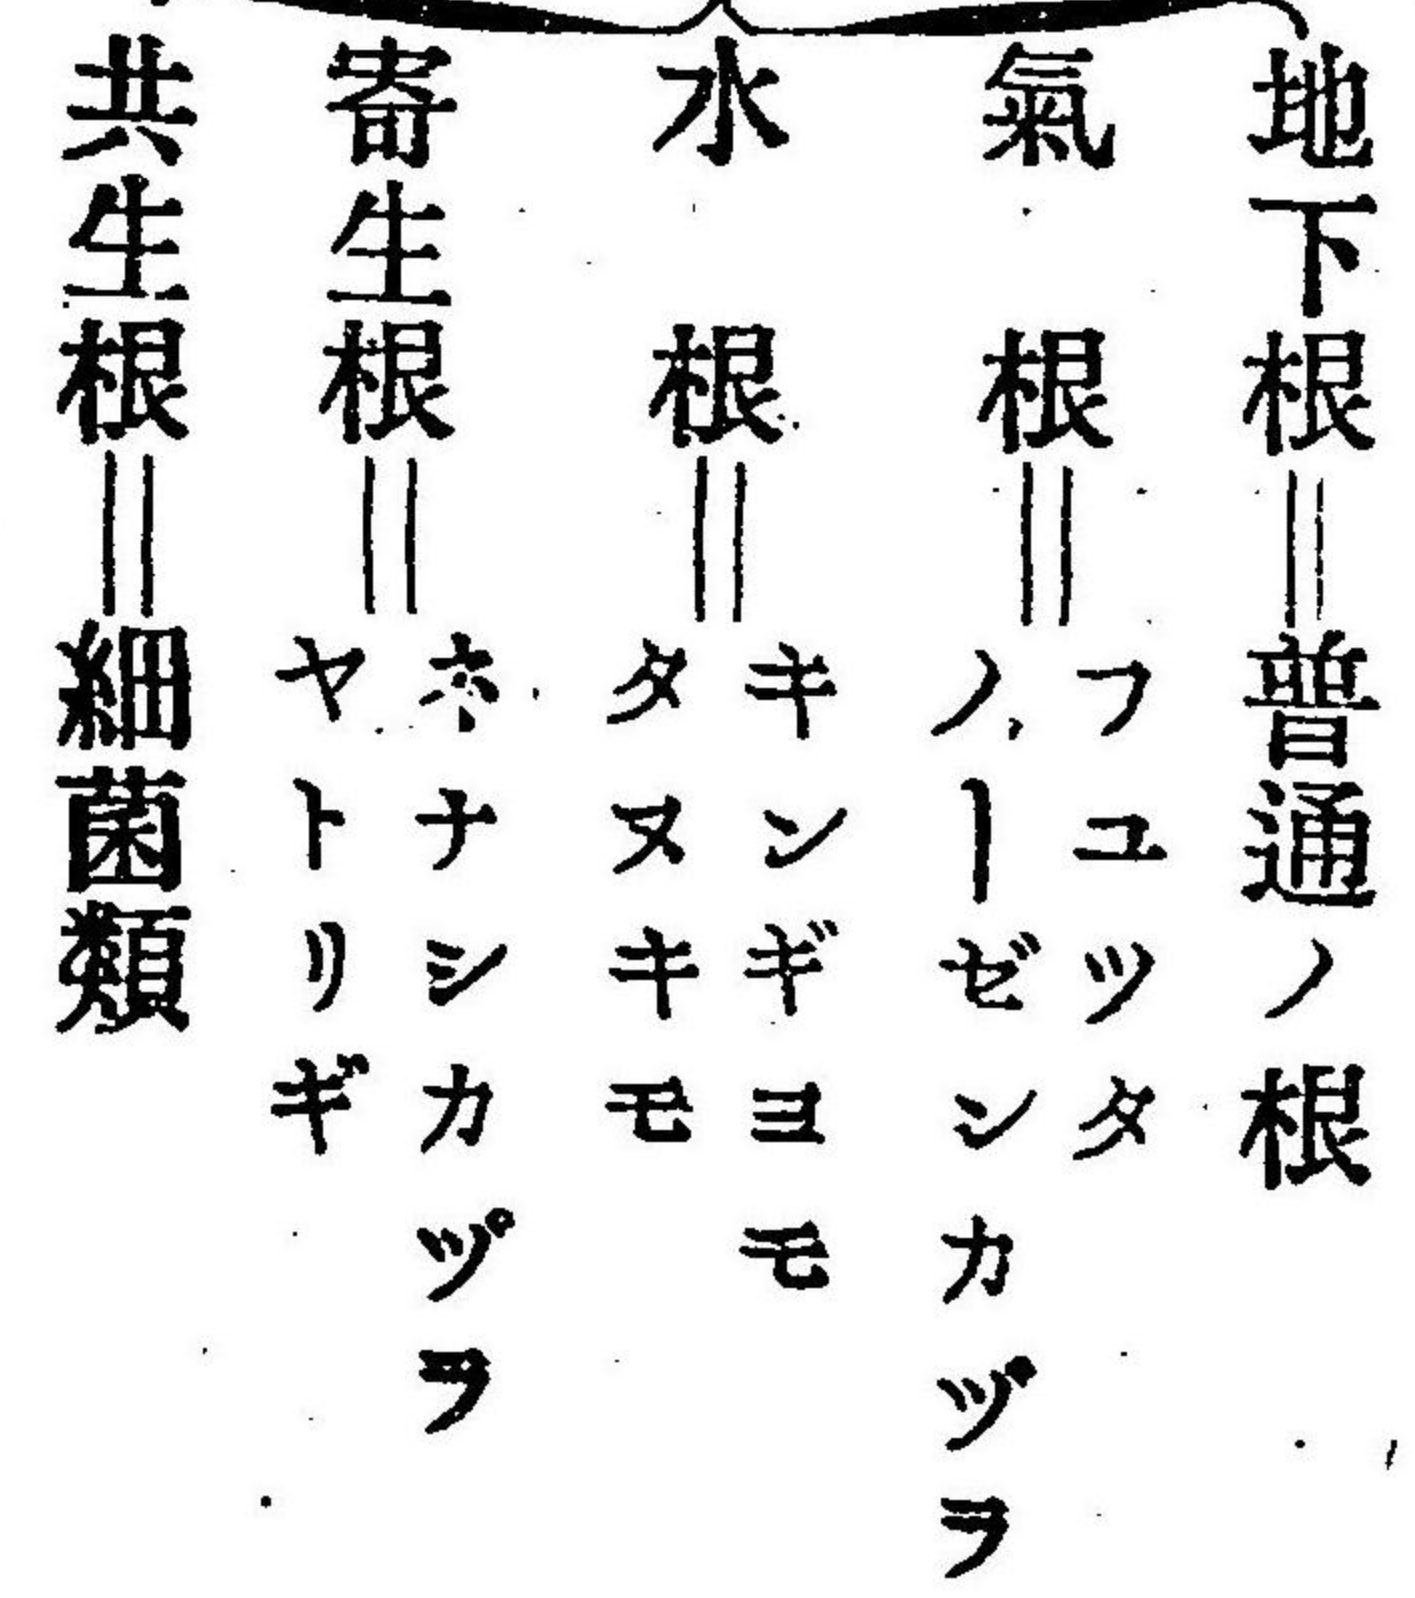 地下根＝普通ノ根
氣根＝フユヅタ
ノーゼンカヅラ
水根＝キンギヨモ
タヌキモ
寄生根＝ネナシカヅラ
ヤドリギ
共生根＝細菌類